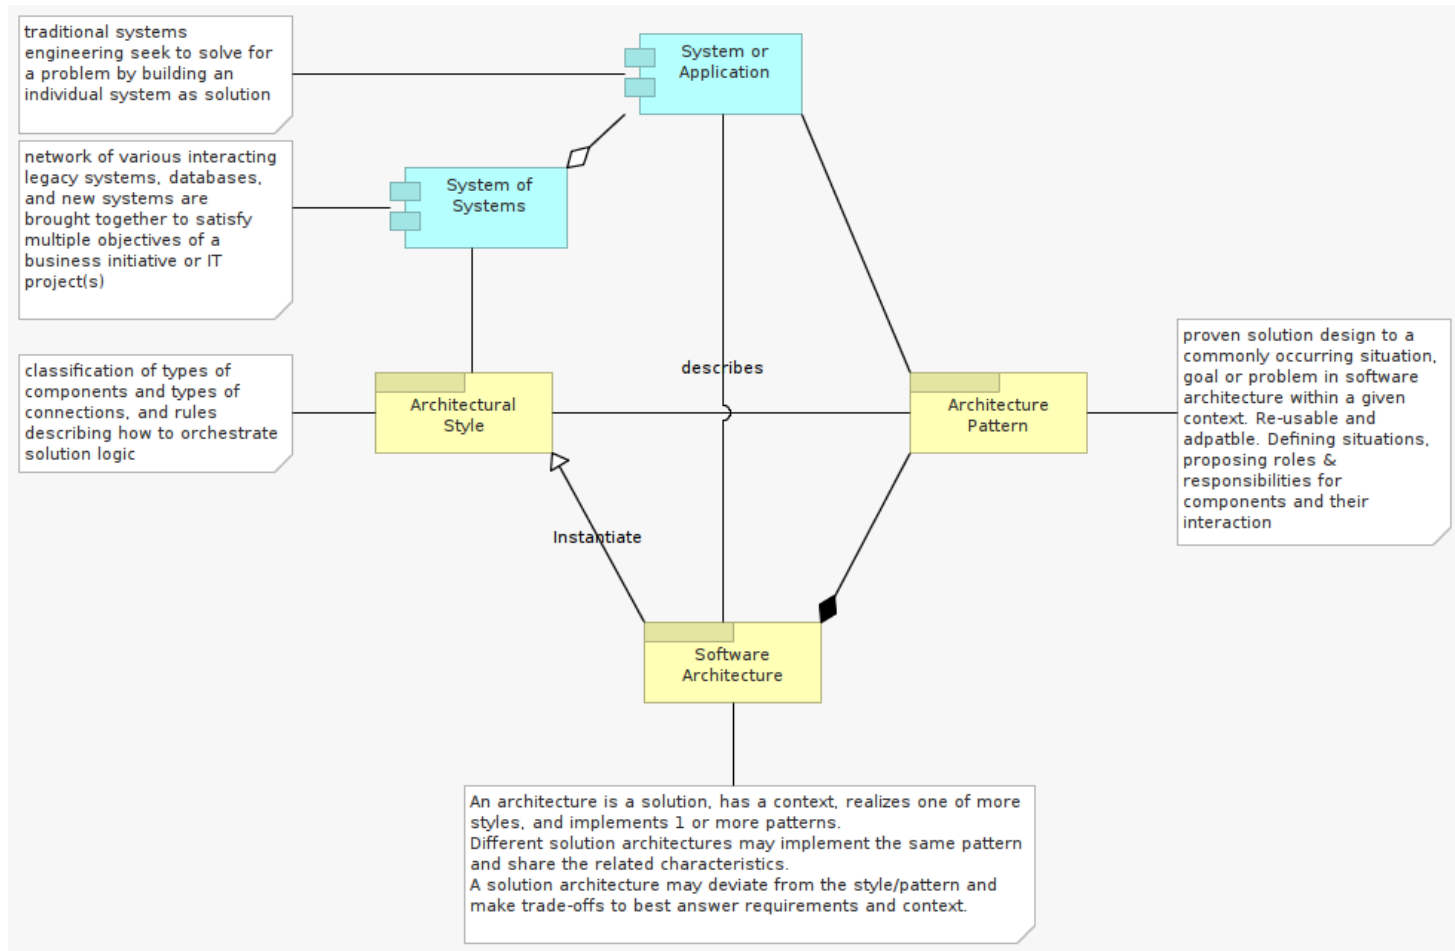 traditional systems
engineering seek to solve for
a problem by building an
individual system as solution
System or
Application
network of various interacting
legacy systems, databases,
and new systems are
brought together to satisfy
multiple objectives of a
business initiative or IT
project(s)
System of
Systems
classification of types of
components and types of
connections, and rules
describing how to orchestrate
solution logic
Architectural
Style
describes
Architecture
Pattern
proven solution design to a
commonly occurring situation,
goal or problem in software
architecture within a given
context. Re-usable and
adpatble. Defining situations,
proposing roles &
responsibilities for
components and their
interaction
Instantiate
Software
Architecture
An architecture is a solution, has a context, realizes one of more
styles, and implements 1 or more patterns.
Different solution architectures may implement the same pattern
and share the related characteristics.
A solution architecture may deviate from the style/pattern and
make trade-offs to best answer requirements and context.